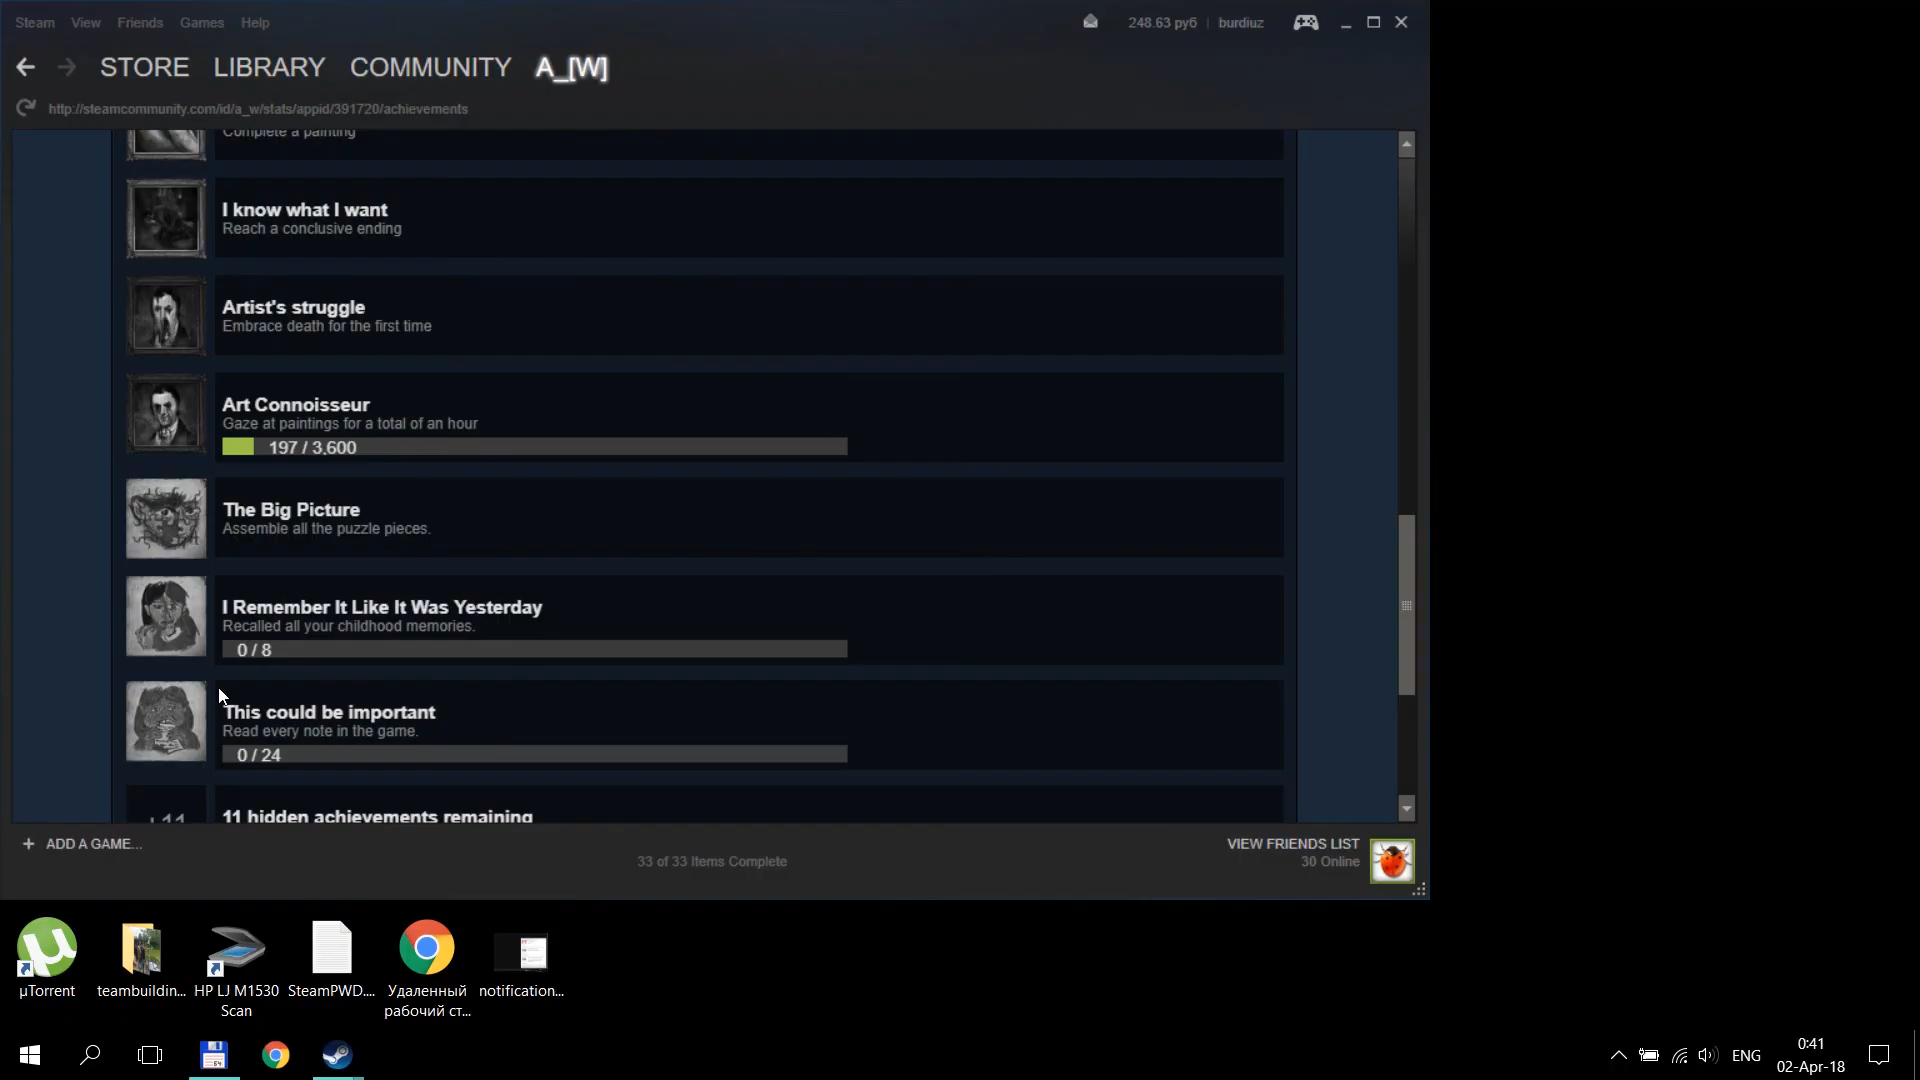 Steam View Friends Games Help
248.63 руб | burdiuz
STORE LIBRARY COMMUNITY A_[W]
http://steamcommunity.com/id/a_w/stats/appid/391720/achievements
Complete a painting
I know what I want
Reach a conclusive ending
Artist's struggle
Embrace death for the first time
Art Connoisseur
Gaze at paintings for a total of an hour
197 / 3,600
The Big Picture
Assemble all the puzzle pieces.
I Remember It Like It Was Yesterday
Recalled all your childhood memories.
0 / 8
This could be important
Read every note in the game.
0 / 24
+11
11 hidden achievements remaining
+ ADD A GAME...
33 of 33 Items Complete
VIEW FRIENDS LIST
30 Online
µTorrent
teambuildin...
HP LJ M1530
Scan
SteamPWD....
Удаленный
рабочий ст...
notification...
64
ENG
0:41
02-Apr-18